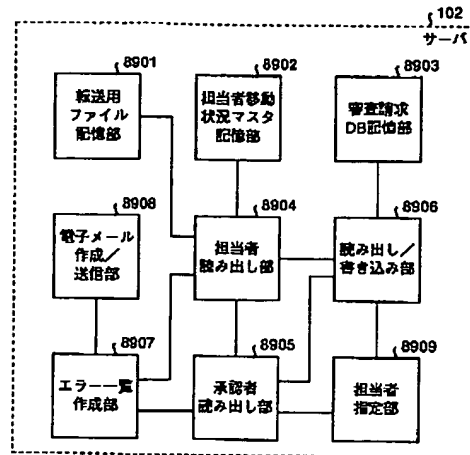 102
サーバ
8901
転送用
ファイル
記憶部
8902
担当者移動
状況マスタ
記憶部
8903
審査請求
DB記憶部
8908
電子メール
作成/
送信部
8904
担当者
読み出し部
8906
読み出し/
書き込み部
8907
エラー一覧
作成部
8905
承認者
読み出し部
8909
担当者
指定部